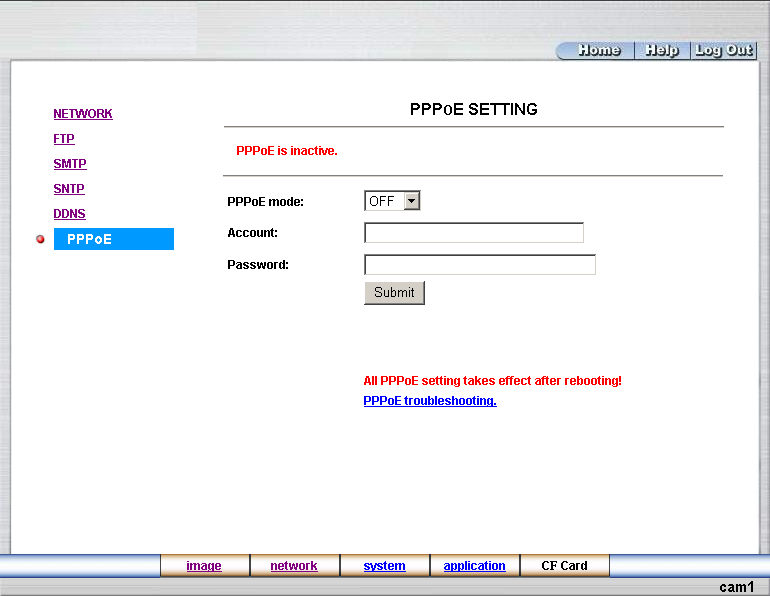 Home Help Log Out
NETWORK
FTP
SMTP
SNTP
DDNS
PPPoE
PPPoE SETTING
PPPoE is inactive.
PPPoE mode: OFF
Account:
Password:
Submit
All PPPoE setting takes effect after rebooting!
PPPoE troubleshooting.
image network system application CF Card
cam1